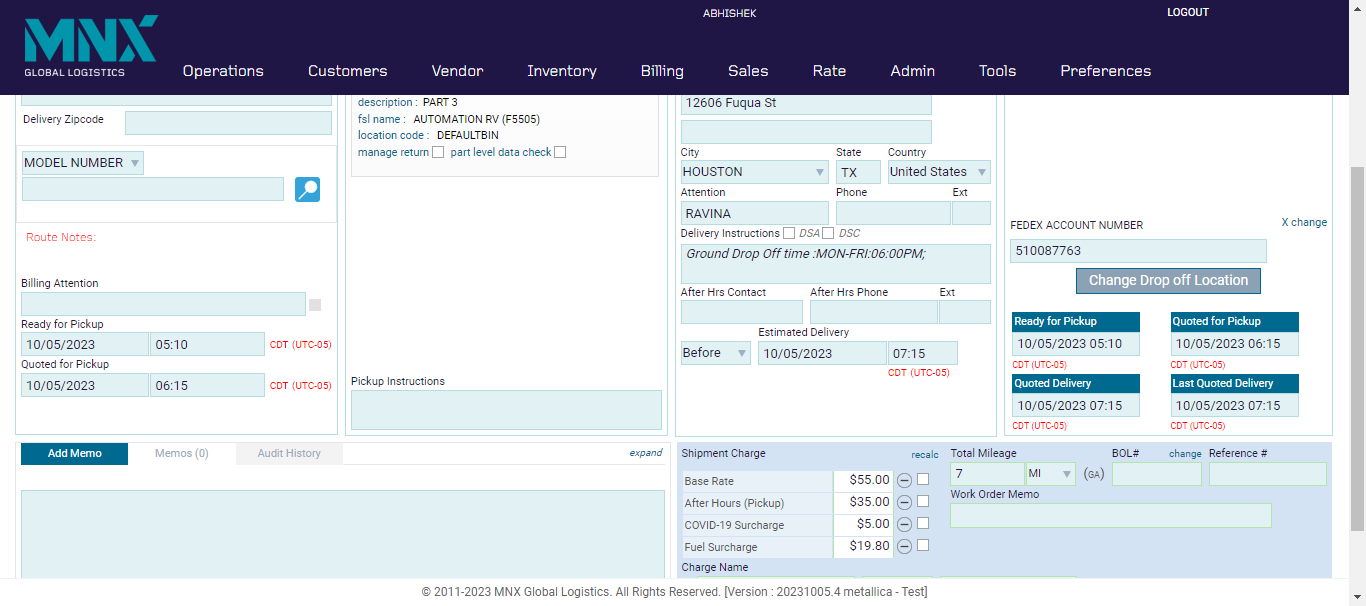 ABHISHEK
LOGOUT
MNX
GLOBAL LOGISTICS
Operations Customers Vendor Inventory Billing Sales Rate Admin Tools Preferences
Delivery Zipcode
MODEL NUMBER
Route Notes:
Billing Attention
Ready for Pickup
10/05/2023 05:10 CDT (UTC-05)
Quoted for Pickup
10/05/2023 06:15 CDT (UTC-05)
description : PART 3
fsl name : AUTOMATION RV (F5505)
location code : DEFAULTBIN
manage return part level data check
Pickup Instructions
12606 Fuqua St
City State Country
HOUSTON TX United States
Attention Phone Ext
RAVINA
Delivery Instructions DSA DSC
Ground Drop Off time :MON-FRI:06:00PM;
After Hrs Contact After Hrs Phone Ext
Estimated Delivery
Before 10/05/2023 07:15
CDT (UTC-05)
X change
FEDEX ACCOUNT NUMBER
510087763
Change Drop off Location
Ready for Pickup Quoted for Pickup
10/05/2023 05:10 10/05/2023 06:15
CDT (UTC-05) CDT (UTC-05)
Quoted Delivery Last Quoted Delivery
10/05/2023 07:15 10/05/2023 07:15
CDT (UTC-05) CDT (UTC-05)
Add Memo Memos (0) Audit History expand
Shipment Charge recalc
Base Rate $55.00
After Hours (Pickup) $35.00
COVID-19 Surcharge $5.00
Fuel Surcharge $19.80
Charge Name
Total Mileage BOL# change Reference #
7 MI (GA)
Work Order Memo
© 2011-2023 MNX Global Logistics. All Rights Reserved. [Version : 20231005.4 metallica - Test]